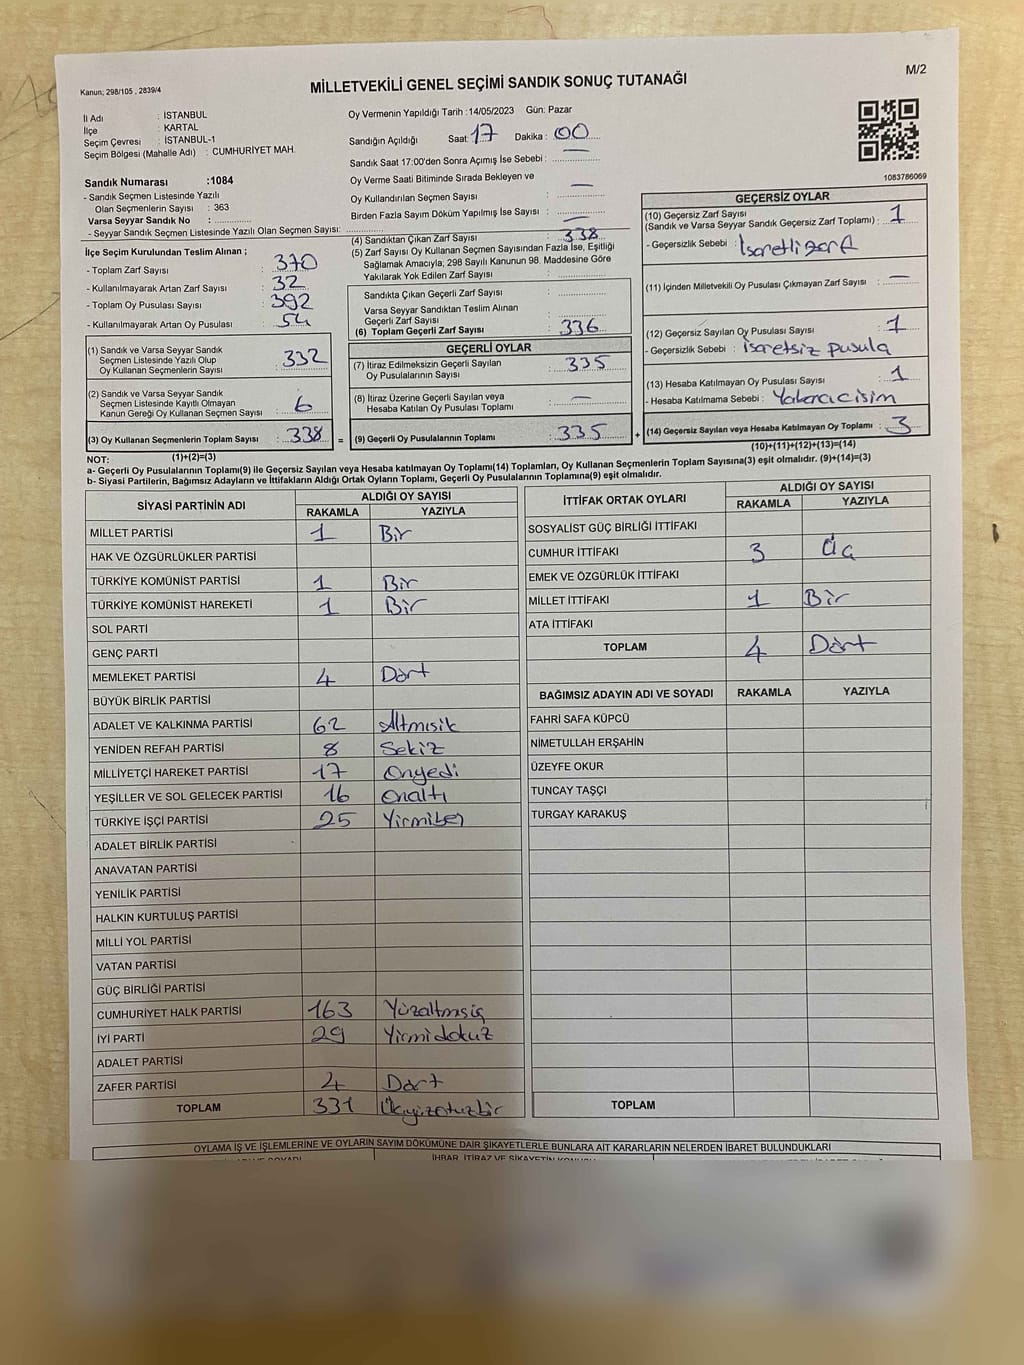 M/2
Kanun; 298/105 , 2839/4
MİLLETVEKİLİ GENEL SEÇİMİ SANDIK SONUÇ TUTANAĞI
İl Adı : İSTANBUL
İlçe : KARTAL
Seçim Çevresi : İSTANBUL-1
Seçim Bölgesi (Mahalle Adı) : CUMHURİYET MAH.
Oy Vermenin Yapıldığı Tarih :14/05/2023 Gün: Pazar
Sandığın Açıldığı Saat: 17 Dakika : 00
Sandık Saat 17:00'den Sonra Açımış İse Sebebi : —
Oy Verme Saati Bitiminde Sırada Bekleyen ve
Oy Kullandırılan Seçmen Sayısı : —
Birden Fazla Sayım Döküm Yapılmış İse Sayısı : —
1083786069
Sandık Numarası :1084
- Sandık Seçmen Listesinde Yazılı
Olan Seçmenlerin Sayısı : 363
Varsa Seyyar Sandık No :
- Seyyar Sandık Seçmen Listesinde Yazılı Olan Seçmen Sayısı:
İlçe Seçim Kurulundan Teslim Alınan ;
- Toplam Zarf Sayısı : 370
- Kullanılmayarak Artan Zarf Sayısı : 32
- Toplam Oy Pusulası Sayısı : 392
- Kullanılmayarak Artan Oy Pusulası : 54
(1) Sandık ve Varsa Seyyar Sandık
Seçmen Listesinde Yazılı Olup
Oy Kullanan Seçmenlerin Sayısı : 332
(2) Sandık ve Varsa Seyyar Sandık
Seçmen Listesinde Kayıtlı Olmayan
Kanun Gereği Oy Kullanan Seçmen Sayısı : 6
(3) Oy Kullanan Seçmenlerin Toplam Sayısı : 338
(1)+(2)=(3)
(4) Sandıktan Çıkan Zarf Sayısı : 338
(5) Zarf Sayısı Oy Kullanan Seçmen Sayısından Fazla İse, Eşitliği
Sağlamak Amacıyla; 298 Sayılı Kanunun 98. Maddesine Göre
Yakılarak Yok Edilen Zarf Sayısı :
Sandıkta Çıkan Geçerli Zarf Sayısı :
Varsa Seyyar Sandıktan Teslim Alınan
Geçerli Zarf Sayısı :
(6) Toplam Geçerli Zarf Sayısı : 336
GEÇERLİ OYLAR
(7) İtiraz Edilmeksizin Geçerli Sayılan
Oy Pusulalarının Sayısı : 335
(8) İtiraz Üzerine Geçerli Sayılan veya
Hesaba Katılan Oy Pusulası Toplamı : —
= (9) Geçerli Oy Pusulalarının Toplamı : 335
GEÇERSİZ OYLAR
(10) Geçersiz Zarf Sayısı
(Sandık ve Varsa Seyyar Sandık Geçersiz Zarf Toplamı) : 1
- Geçersizlik Sebebi : İsaretli zarf
(11) İçinden Milletvekili Oy Pusulası Çıkmayan Zarf Sayısı : —
(12) Geçersiz Sayılan Oy Pusulası Sayısı : 1
- Geçersizlik Sebebi : isaretsiz pusula
(13) Hesaba Katılmayan Oy Pusulası Sayısı : 1
- Hesaba Katılmama Sebebi :
+ (14) Geçersiz Sayılan veya Hesaba Katılmayan Oy Toplamı : 3
(10)+(11)+(12)+(13)=(14)
NOT:
a- Geçerli Oy Pusulalarının Toplamı(9) ile Geçersiz Sayılan veya Hesaba katılmayan Oy Toplamı(14) Toplamları, Oy Kullanan Seçmenlerin Toplam Sayısına(3) eşit olmalıdır. (9)+(14)=(3)
b- Siyasi Partilerin, Bağımsız Adayların ve İttifakların Aldığı Ortak Oyların Toplamı, Geçerli Oy Pusulalarının Toplamına(9) eşit olmalıdır.
SİYASİ PARTİNİN ADI ALDIĞI OY SAYISI
RAKAMLA YAZIYLA
MİLLET PARTİSİ 1 Bir
HAK VE ÖZGÜRLÜKLER PARTİSİ
TÜRKİYE KOMÜNİST PARTİSİ 1 Bir
TÜRKİYE KOMÜNİST HAREKETİ 1 Bir
SOL PARTİ
GENÇ PARTİ
MEMLEKET PARTİSİ 4 Dört
BÜYÜK BİRLİK PARTİSİ
ADALET VE KALKINMA PARTİSİ 62
YENİDEN REFAH PARTİSİ 8 Sekiz
MİLLİYETÇİ HAREKET PARTİSİ 17 Onyedi
YEŞİLLER VE SOL GELECEK PARTİSİ 16 Onaltı
TÜRKİYE İŞÇİ PARTİSİ 25 Yirmibeş
ADALET BİRLİK PARTİSİ
ANAVATAN PARTİSİ
YENİLİK PARTİSİ
HALKIN KURTULUŞ PARTİSİ
MİLLİ YOL PARTİSİ
VATAN PARTİSİ
GÜÇ BİRLİĞİ PARTİSİ
CUMHURİYET HALK PARTİSİ 163
İYİ PARTİ 29 Yirmidokuz
ADALET PARTİSİ
ZAFER PARTİSİ 4 Dört
TOPLAM 331
İTTİFAK ORTAK OYLARI ALDIĞI OY SAYISI
RAKAMLA YAZIYLA
SOSYALİST GÜÇ BİRLİĞİ İTTİFAKI
CUMHUR İTTİFAKI 3 Üç
EMEK VE ÖZGÜRLÜK İTTİFAKI
MİLLET İTTİFAKI 1 Bir
ATA İTTİFAKI
TOPLAM 4 Dört
BAĞIMSIZ ADAYIN ADI VE SOYADI RAKAMLA YAZIYLA
FAHRİ SAFA KÜPCÜ
NİMETULLAH ERŞAHİN
ÜZEYFE OKUR
TUNCAY TAŞÇI
TURGAY KARAKUŞ
TOPLAM
OYLAMA İŞ VE İŞLEMLERİNE VE OYLARIN SAYIM DÖKÜMÜNE DAİR ŞİKAYETLERLE BUNLARA AİT KARARLARIN NELERDEN İBARET BULUNDUKLARI